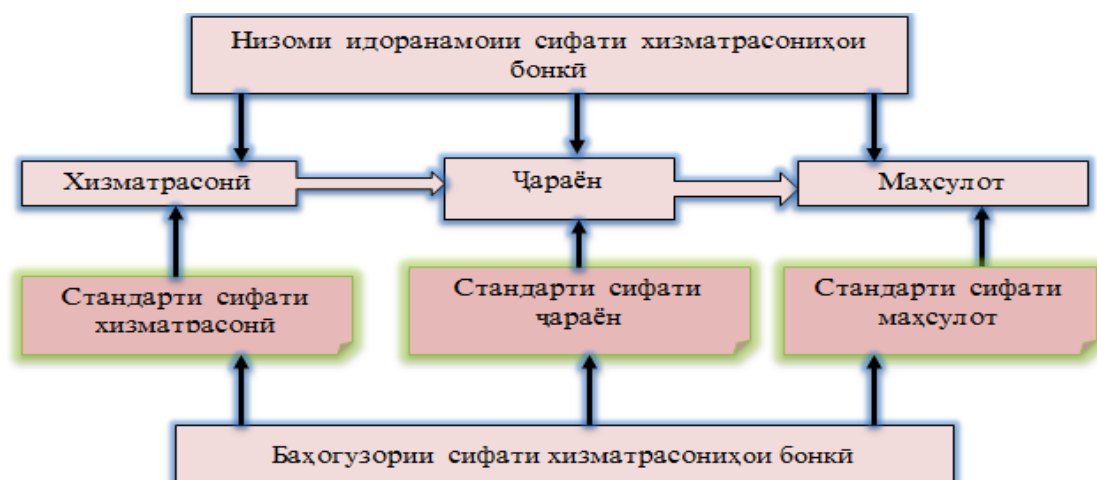 Низоми идоранамоии сифати хизматрасониҳои
бонкӣ
Хизматрасонӣ
Ҷараён
Маҳсулот
Стандарти сифати
хизматрасонӣ
Стандарти сифати
ҷараён
Стандарти сифати
маҳсулот
Баҳогузории сифати хизматрасониҳои бонкӣ